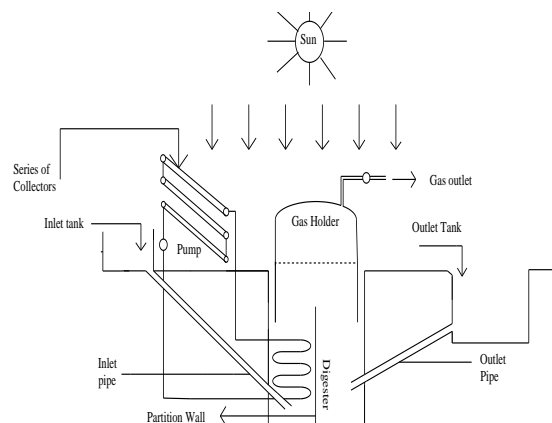 Sun
Series of
Collectors
Gas outlet
Inlet tank
Gas Holder
Outlet Tank
Pump
Inlet
pipe
Digester
Outlet
Pipe
Partition Wall